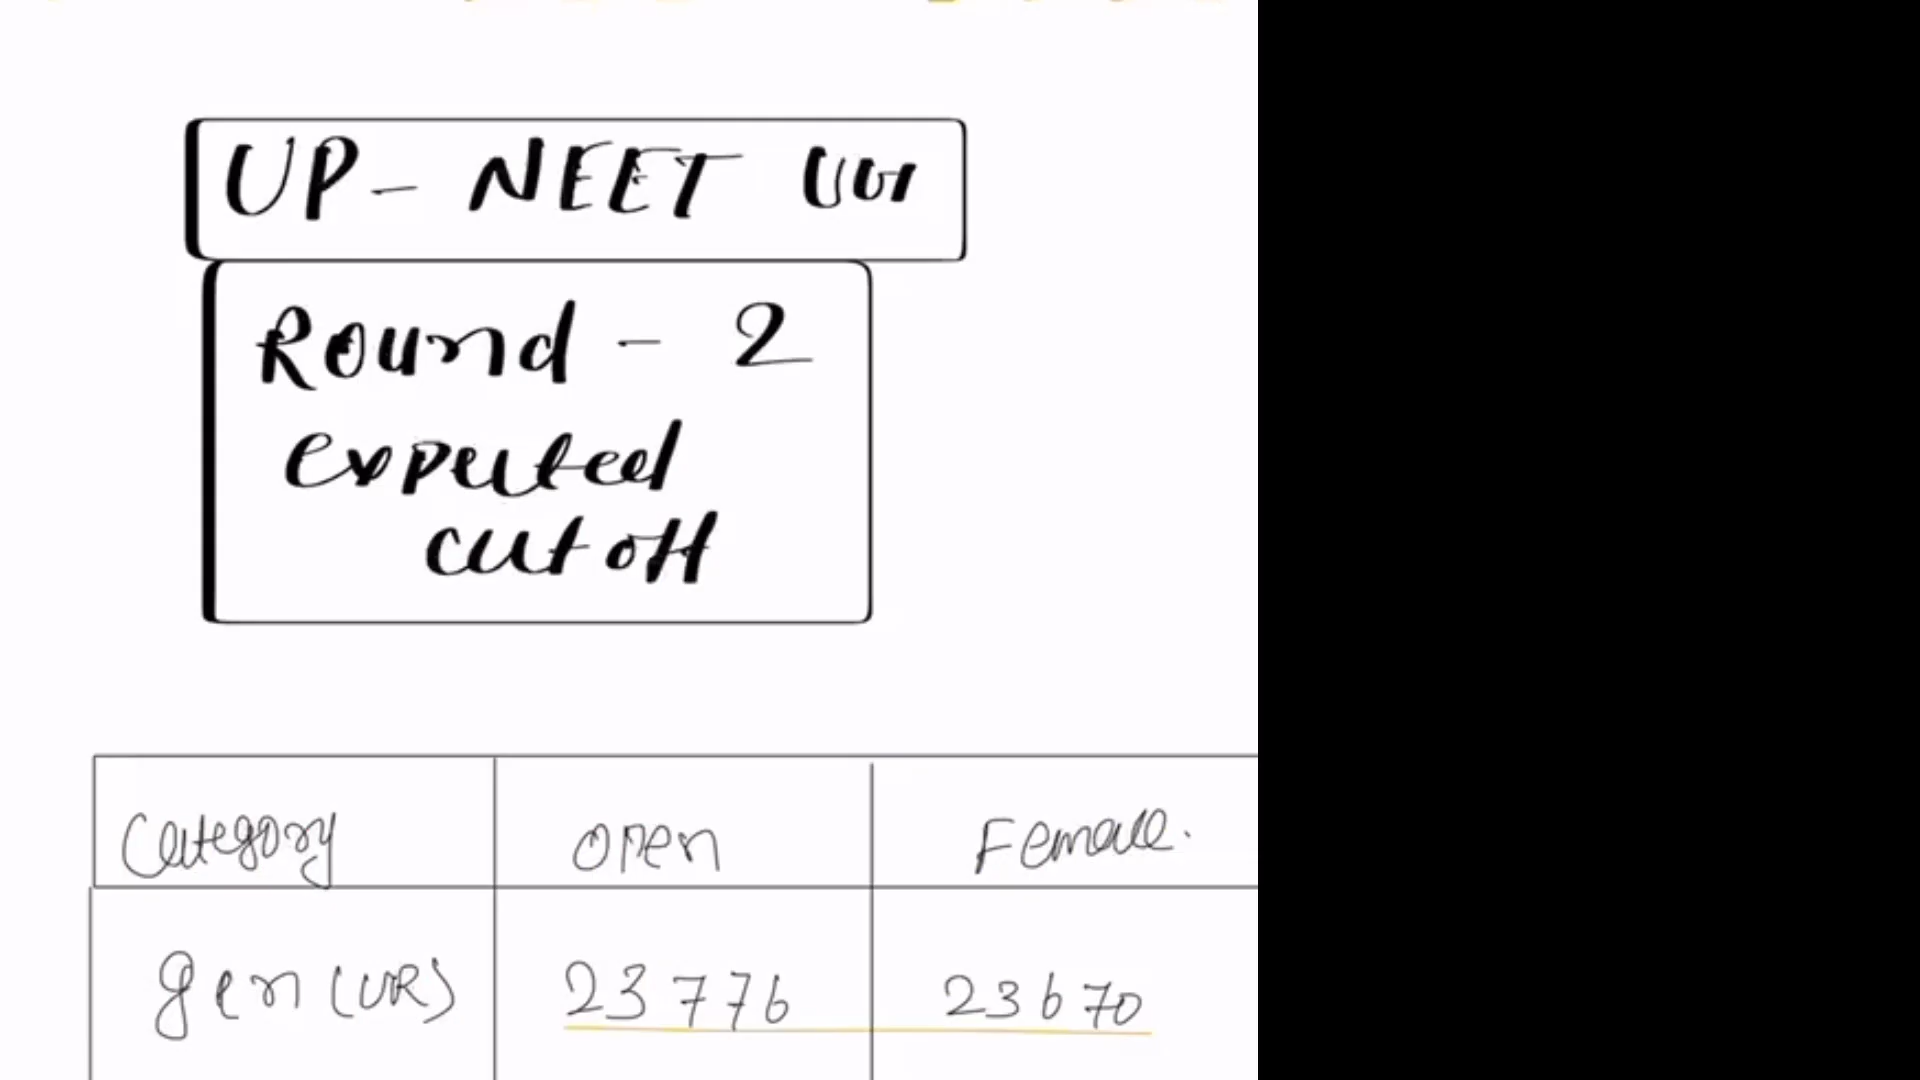 UP - NEET UG
Round - 2
expected
cutoff
Category open Female.
gen (UR) 23776 23670